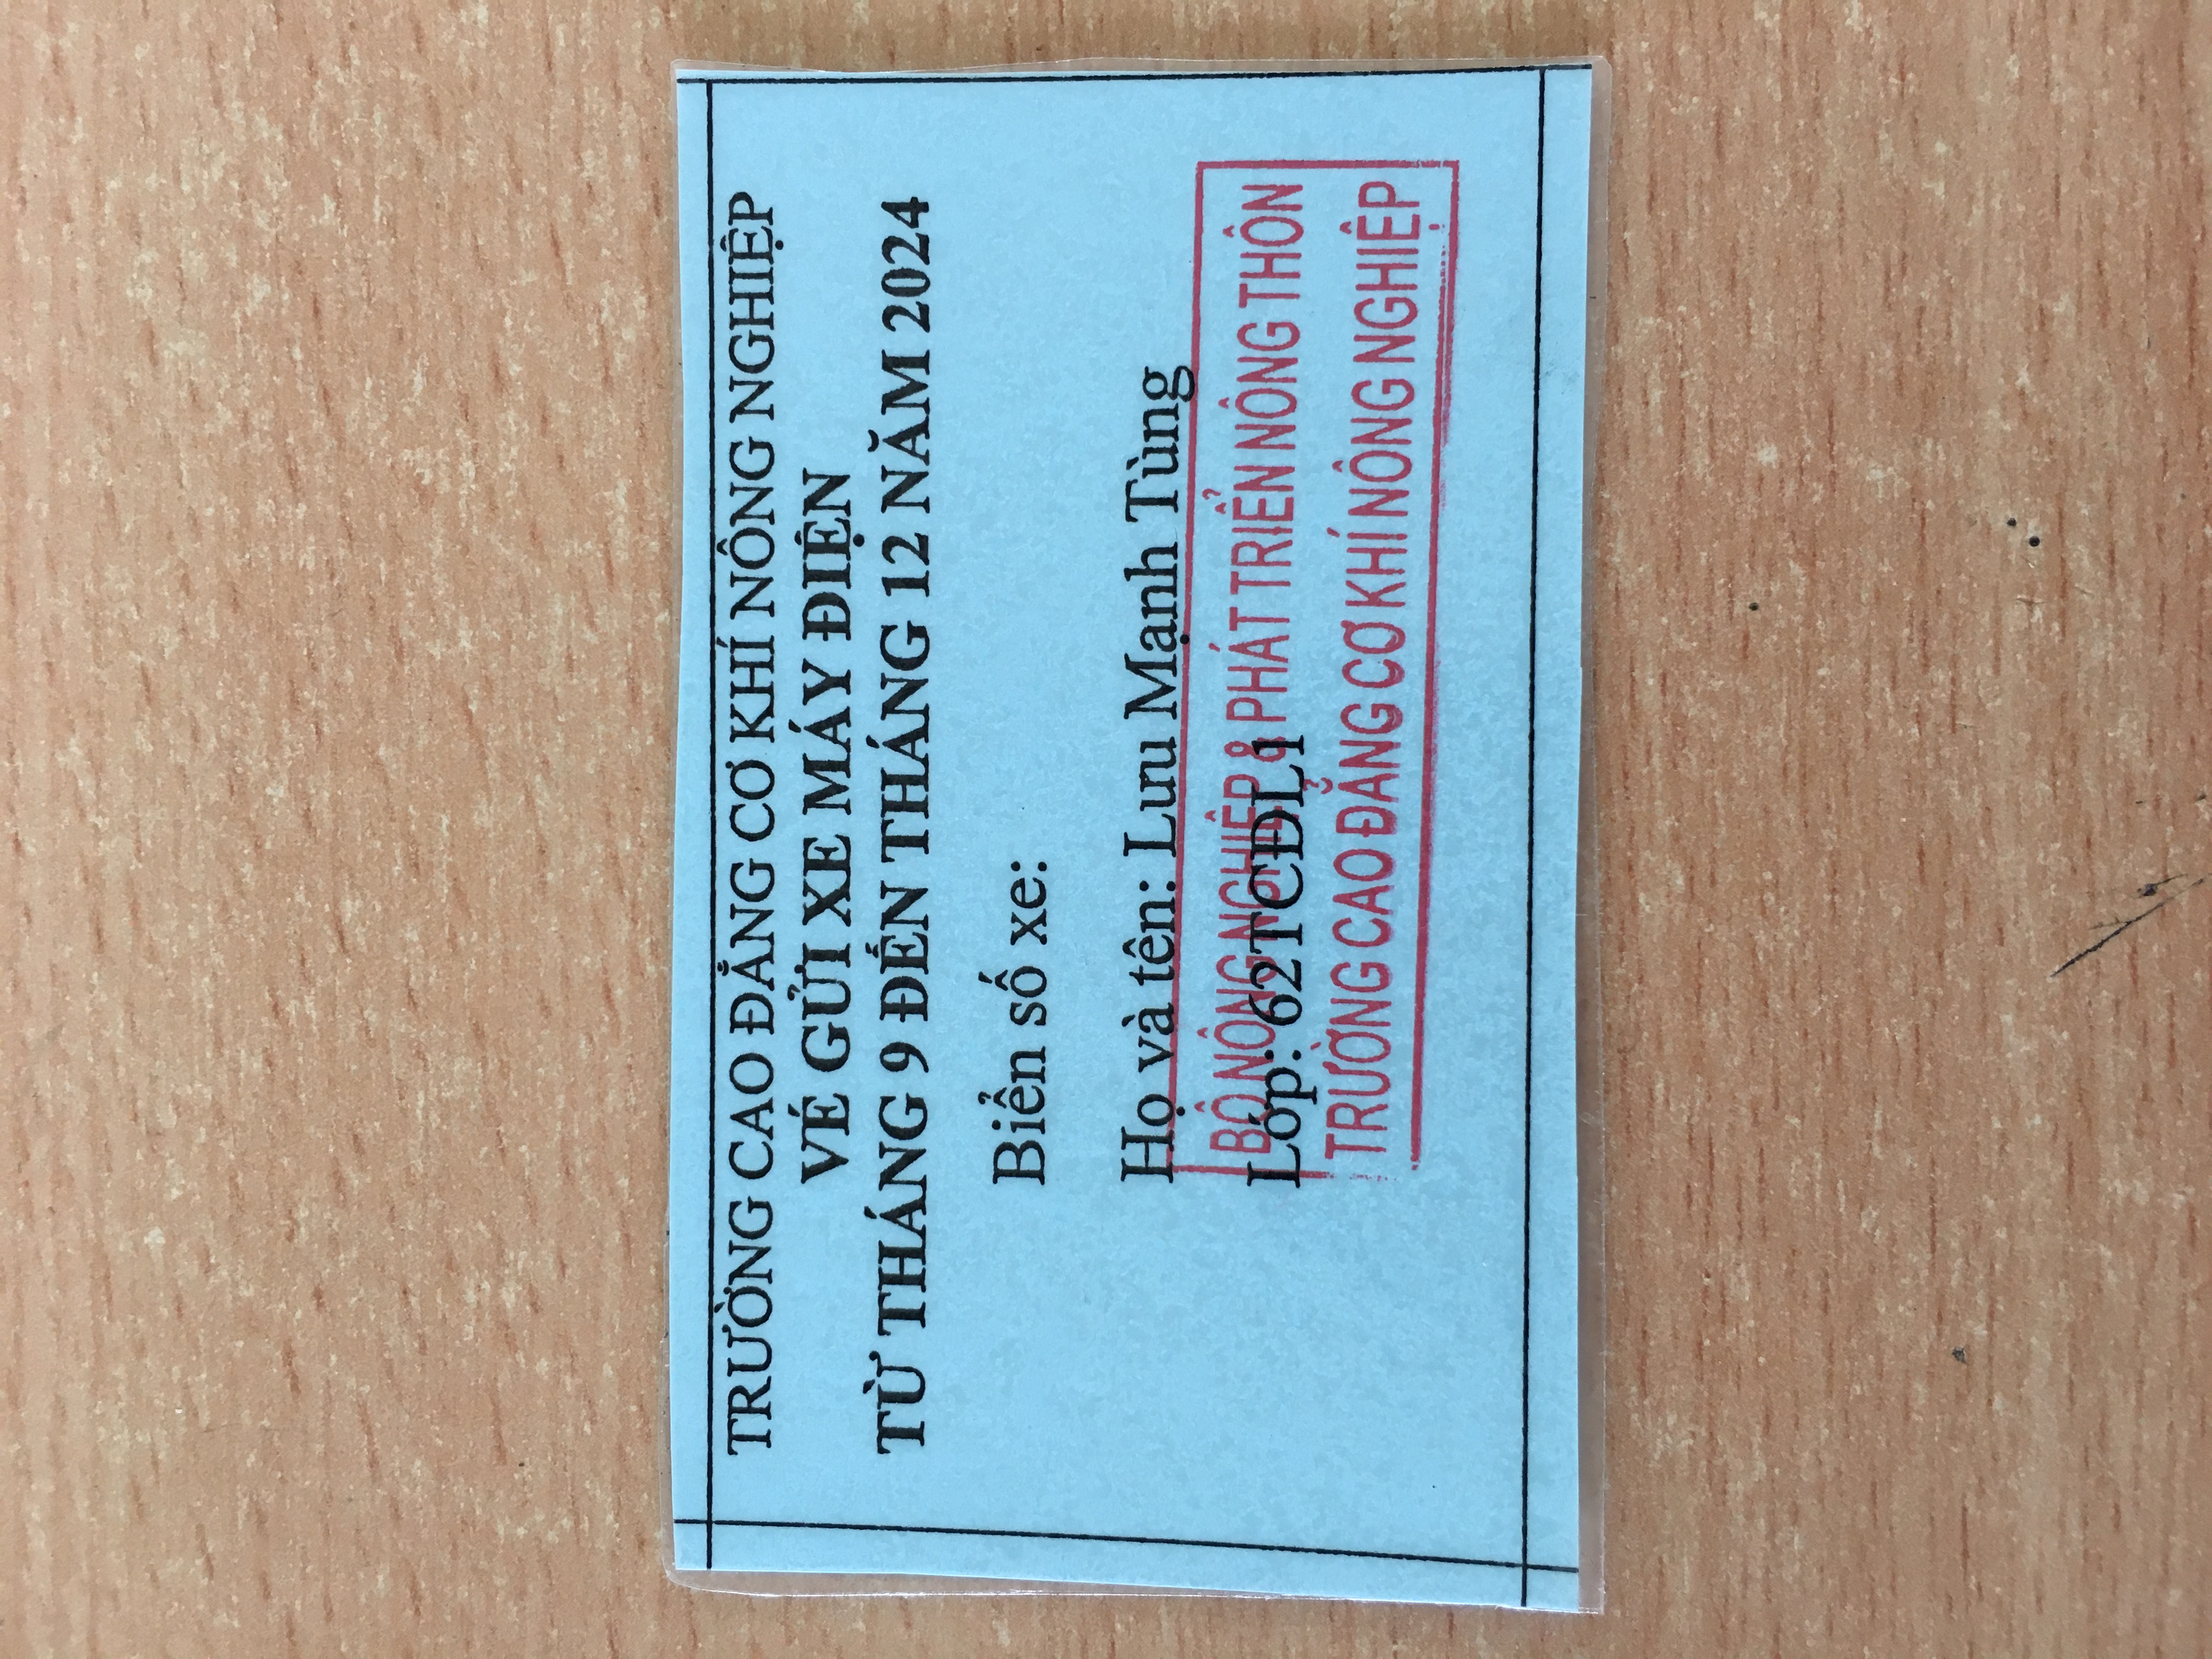 TRƯỜNG CAO ĐẲNG CƠ KHÍ NÔNG NGHIỆP
VÉ GỬI XE MÁY ĐIỆN
TỪ THÁNG 9 ĐẾN THÁNG 12 NĂM 2024
Biển số xe:
Họ và tên: Lưu Mạnh Tùng
BỘ NÔNG NGHIỆP & PHÁT TRIỂN NÔNG THÔN
Lớp: 62TCĐL1
TRƯỜNG CAO ĐẲNG CƠ KHÍ NÔNG NGHIỆP